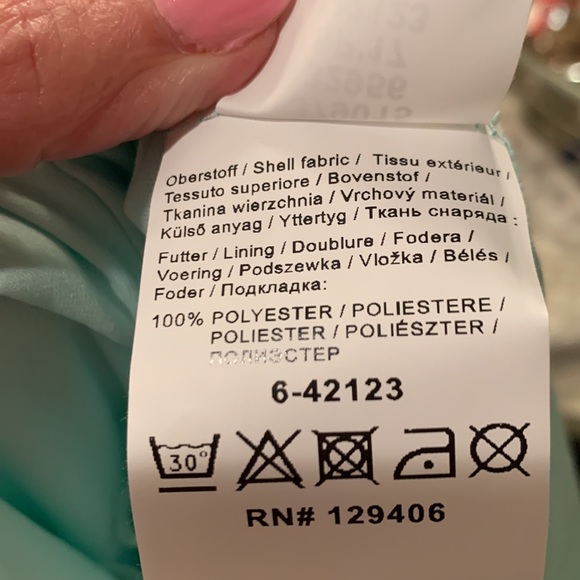 Oberstoff / Shell fabric / Tissu extérieur /
Tessuto superiore / Bovenstof /
Tkanina wierzchnia / Vrchový materiál /
Külső anyag / Yttertyg / Ткань снаряда :
Futter / Lining / Doublure / Fodera /
Voering / Podszewka / Vložka / Bélés /
Foder / Подкладка:
100% POLYESTER / POLIESTERE /
POLIESTER / POLIÉSZTER /
ПОЛИЭСТЕР
6-42123
30°
RN# 129406